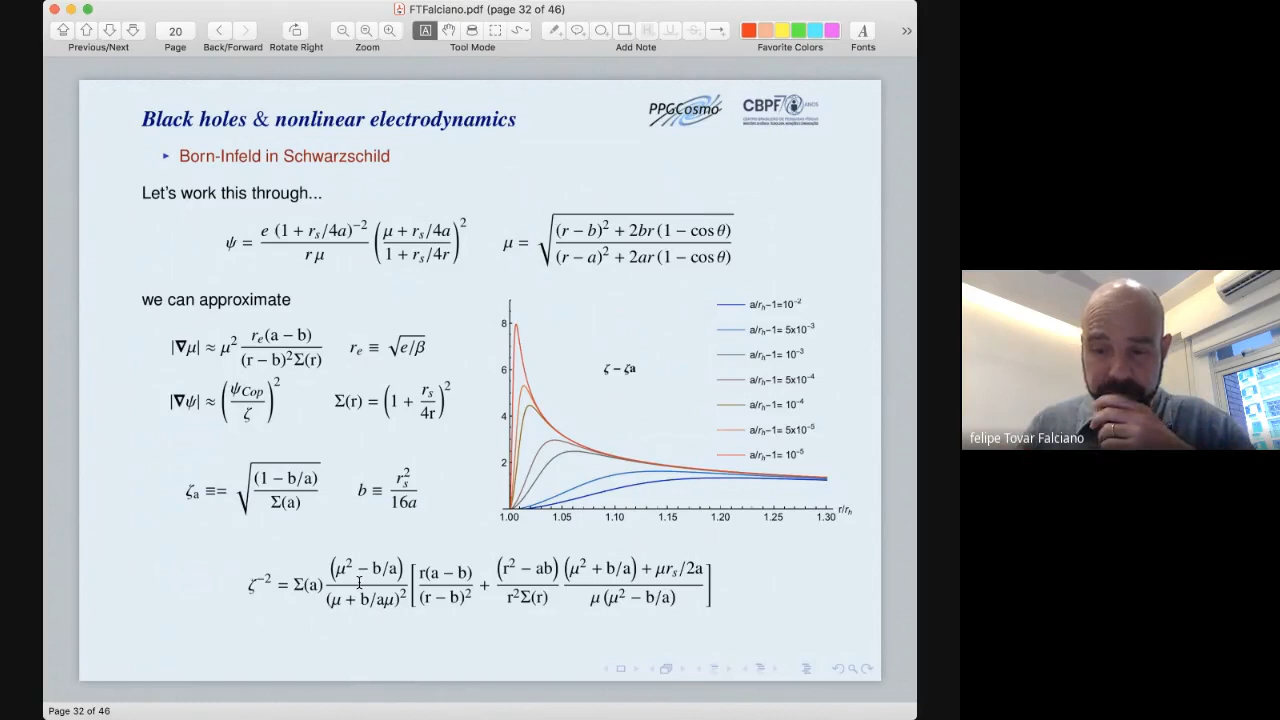 FTFalciano.pdf (page 32 of 46)
20
Previous/Next Page Back/Forward Rotate Right Zoom Tool Mode Add Note Favorite Colors Fonts
Black holes & nonlinear electrodynamics
PPGCosmo CBPF
Born-Infeld in Schwarzschild
Let's work this through...
ψ = e (1 + r_s/4a)^{-2} / (r μ) ((μ + r_s/4a) / (1 + r_s/4r))^2
μ = √(((r − b)^2 + 2br (1 − cos θ)) / ((r − a)^2 + 2ar (1 − cos θ)))
we can approximate
|∇μ| ≈ μ^2 r_e(a − b) / ((r − b)^2 Σ(r))
r_e ≡ √(e/β)
|∇ψ| ≈ (ψ_Cop / ζ)^2
Σ(r) = (1 + r_s/4r)^2
ζ_a ≡= √((1 − b/a) / Σ(a))
b ≡ r_s^2 / 16a
8
6
4
2
1.00 1.05 1.10 1.15 1.20 1.25 1.30
r/r_h
ζ − ζa
a/r_h−1=10^{-2}
a/r_h−1= 5x10^{-3}
a/r_h−1= 10^{-3}
a/r_h−1= 5x10^{-4}
a/r_h−1= 10^{-4}
a/r_h−1= 5x10^{-5}
a/r_h−1= 10^{-5}
ζ^{-2} = Σ(a) (μ^2 − b/a) / (μ + b/aμ)^2 [r(a − b) / (r − b)^2 + (r^2 − ab) / (r^2Σ(r)) ((μ^2 + b/a) + μr_s/2a) / (μ (μ^2 − b/a))]
Page 32 of 46
felipe Tovar Falciano